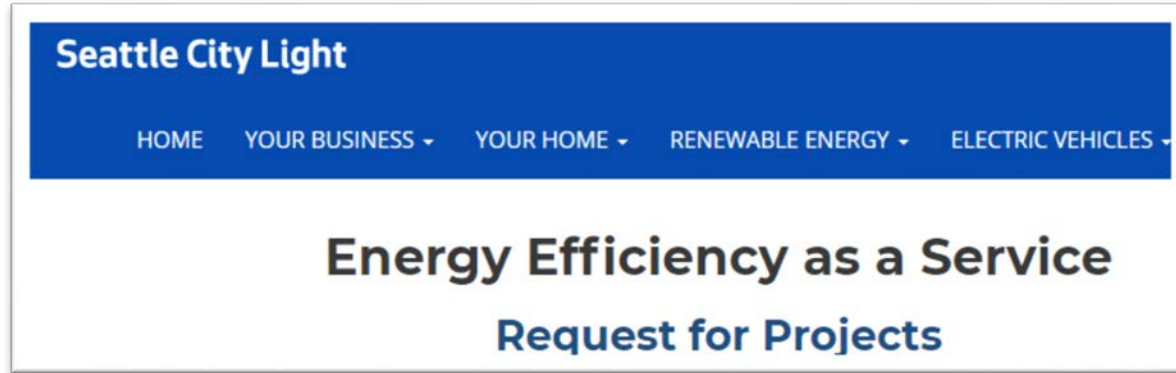 Seattle City Light
HOME YOUR BUSINESS YOUR HOME RENEWABLE ENERGY ELECTRIC VEHICLES
Energy Efficiency as a Service
Request for Projects